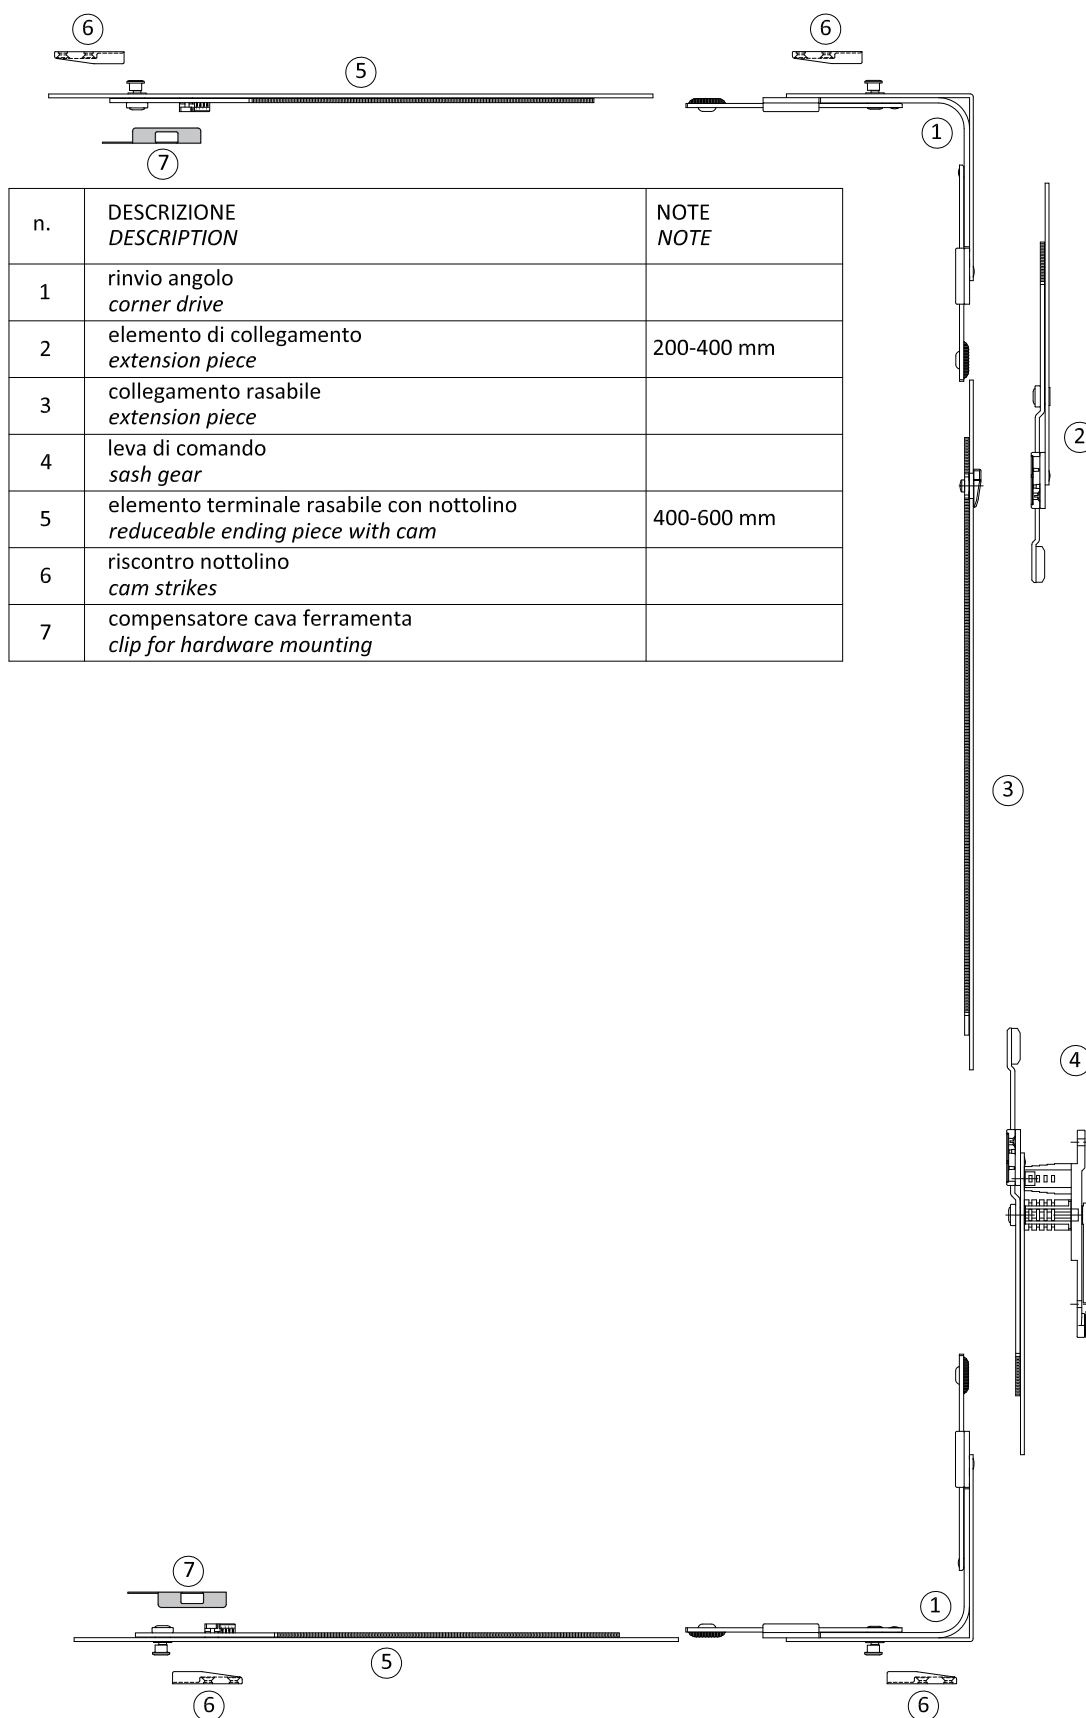 6
6
5
1
7
n.
DESCRIZIONE
DESCRIPTION
NOTE
NOTE
1
rinvio angolo
corner drive
2
elemento di collegamento
extension piece
200-400 mm
3
collegamento rasabile
extension piece
4
leva di comando
sash gear
5
elemento terminale rasabile con nottolino
reduceable ending piece with cam
400-600 mm
6
riscontro nottolino
cam strikes
7
compensatore cava ferramenta
clip for hardware mounting
2
3
4
7
1
5
6
6